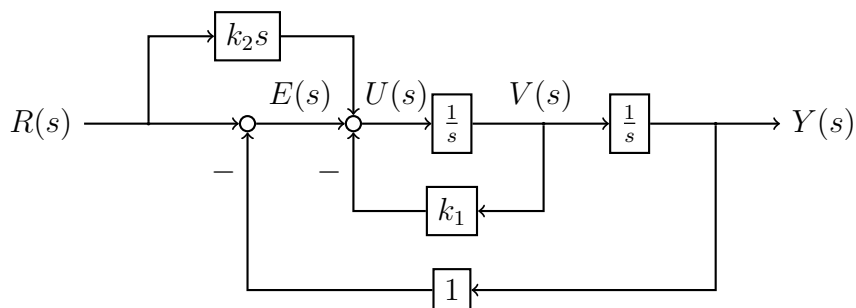 k₂s
R(s) E(s) U(s) 1/s V(s) 1/s Y(s)
− −
k₁
1